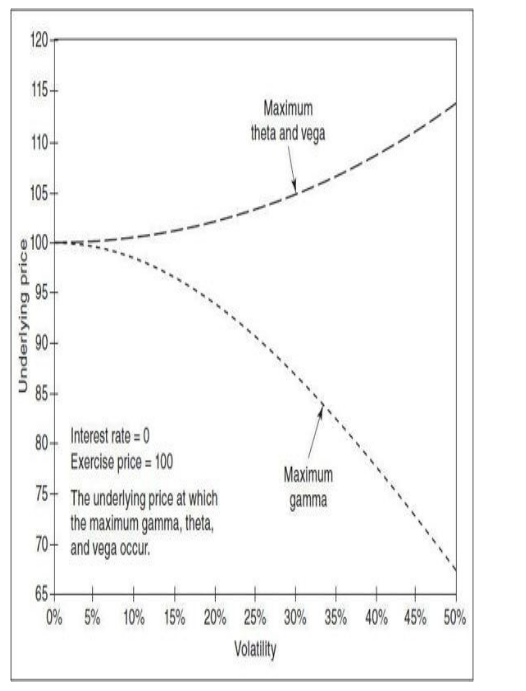 120
115
110
105
100
95
90
85
80
75
70
65
Underlying price
Maximum
theta and vega
Interest rate = 0
Exercise price = 100
The underlying price at which
the maximum gamma, theta,
and vega occur.
Maximum
gamma
0% 5% 10% 15% 20% 25% 30% 35% 40% 45% 50%
Volatility